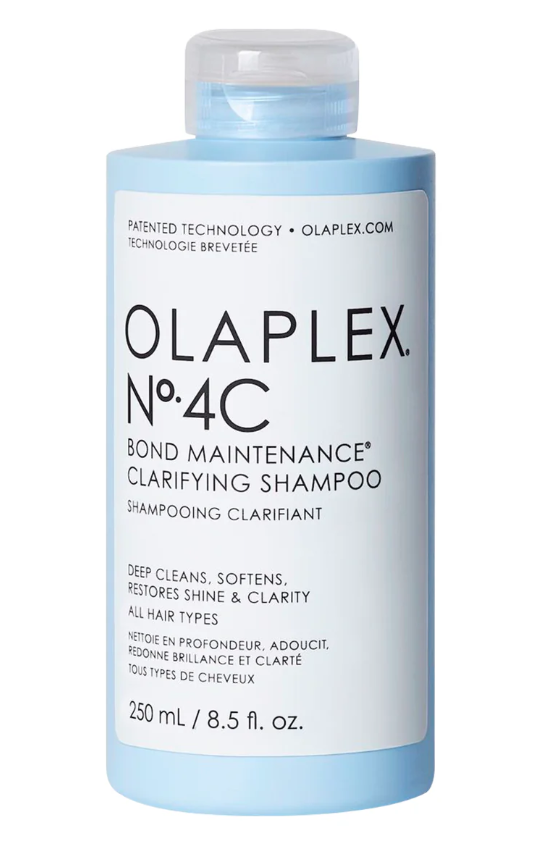 PATENTED TECHNOLOGY • OLAPLEX.COM
TECHNOLOGIE BREVETÉE
OLAPLEX®
Nº.4C
BOND MAINTENANCE®
CLARIFYING SHAMPOO
SHAMPOOING CLARIFIANT
DEEP CLEANS, SOFTENS,
RESTORES SHINE & CLARITY
ALL HAIR TYPES
NETTOIE EN PROFONDEUR, ADOUCIT,
REDONNE BRILLANCE ET CLARTÉ
TOUS TYPES DE CHEVEUX
250 mL / 8.5 fl. oz.